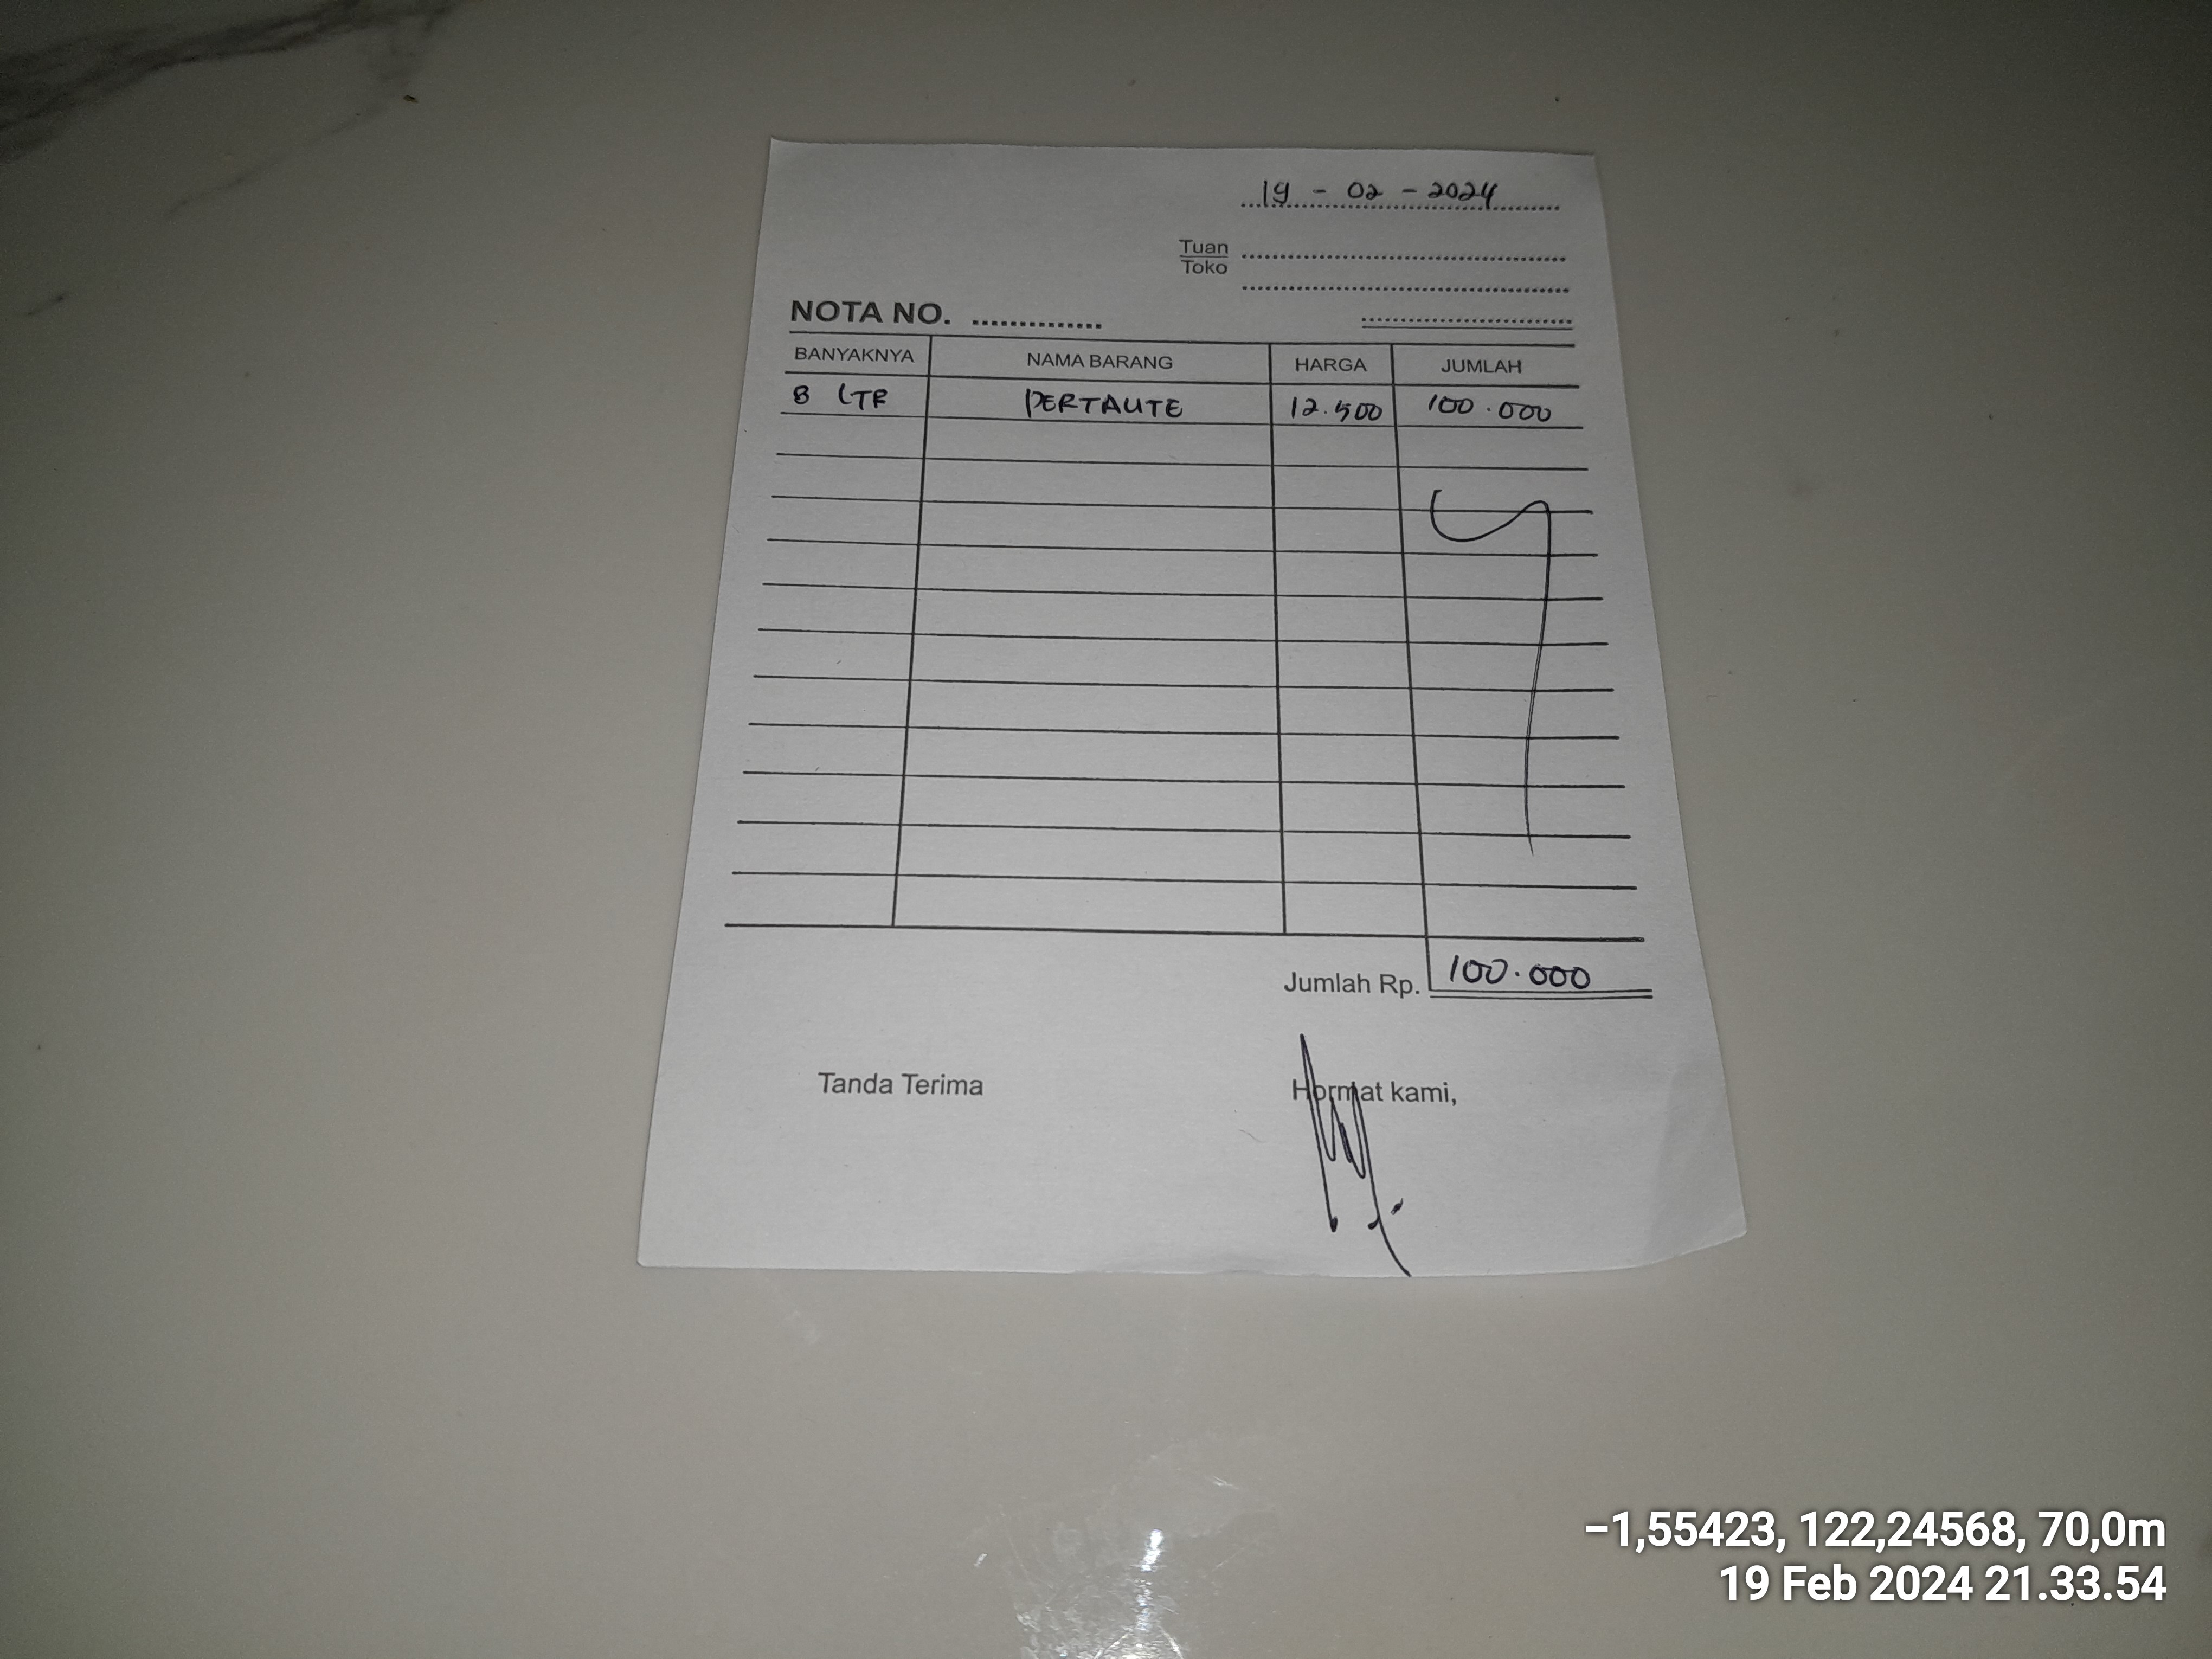 19 - 02 - 2024
Tuan
Toko
NOTA NO.
BANYAKNYA NAMA BARANG HARGA JUMLAH
8 LTR PERTALITE 12.500 100.000
Jumlah Rp. 100.000
Tanda Terima Hormat kami,
-1,55423, 122,24568, 70,0m
19 Feb 2024 21.33.54